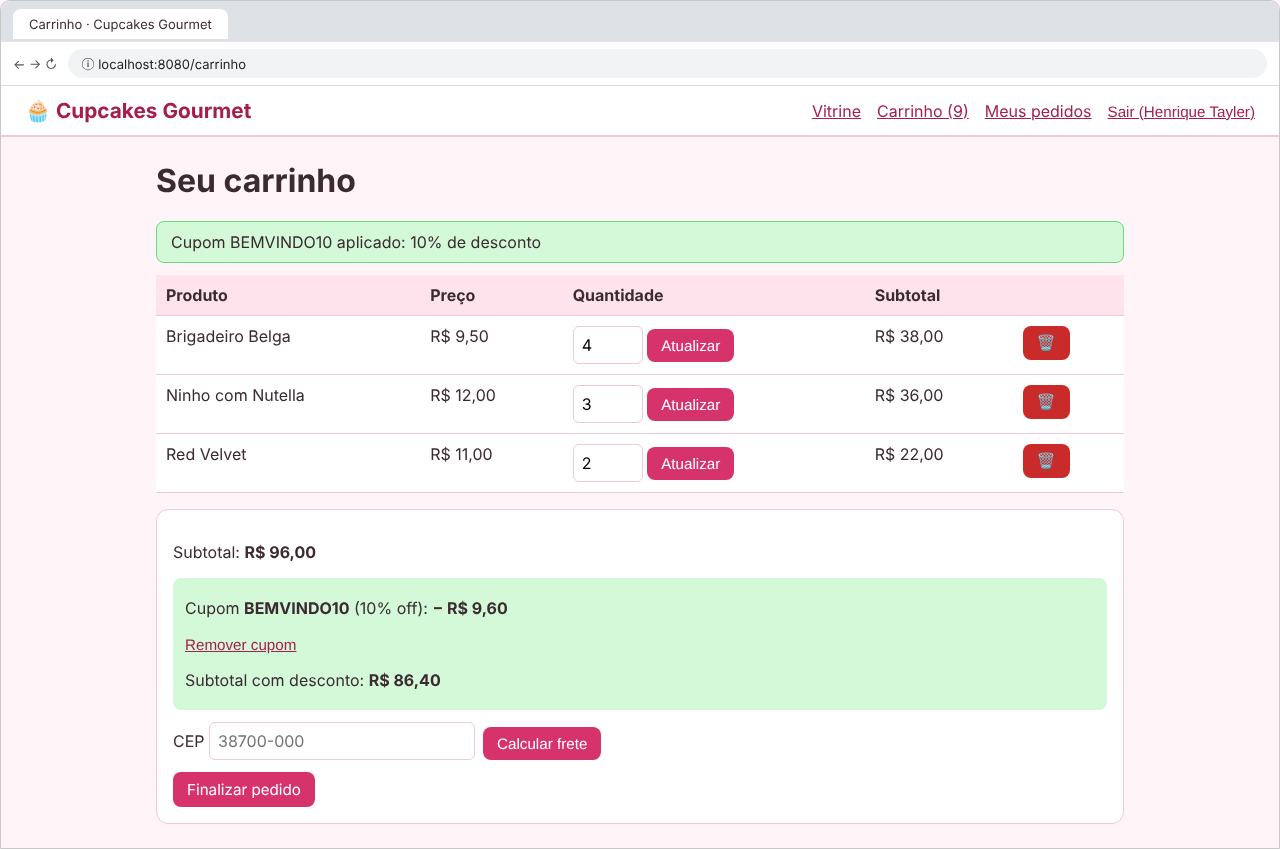 Carrinho · Cupcakes Gourmet
localhost:8080/carrinho
Cupcakes Gourmet
Vitrine Carrinho (9) Meus pedidos Sair (Henrique Tayler)
Seu carrinho
Cupom BEMVINDO10 aplicado: 10% de desconto
Produto Preço Quantidade Subtotal
Brigadeiro Belga R$ 9,50 4 Atualizar R$ 38,00
Ninho com Nutella R$ 12,00 3 Atualizar R$ 36,00
Red Velvet R$ 11,00 2 Atualizar R$ 22,00
Subtotal: R$ 96,00
Cupom BEMVINDO10 (10% off): − R$ 9,60
Remover cupom
Subtotal com desconto: R$ 86,40
CEP 38700-000 Calcular frete
Finalizar pedido